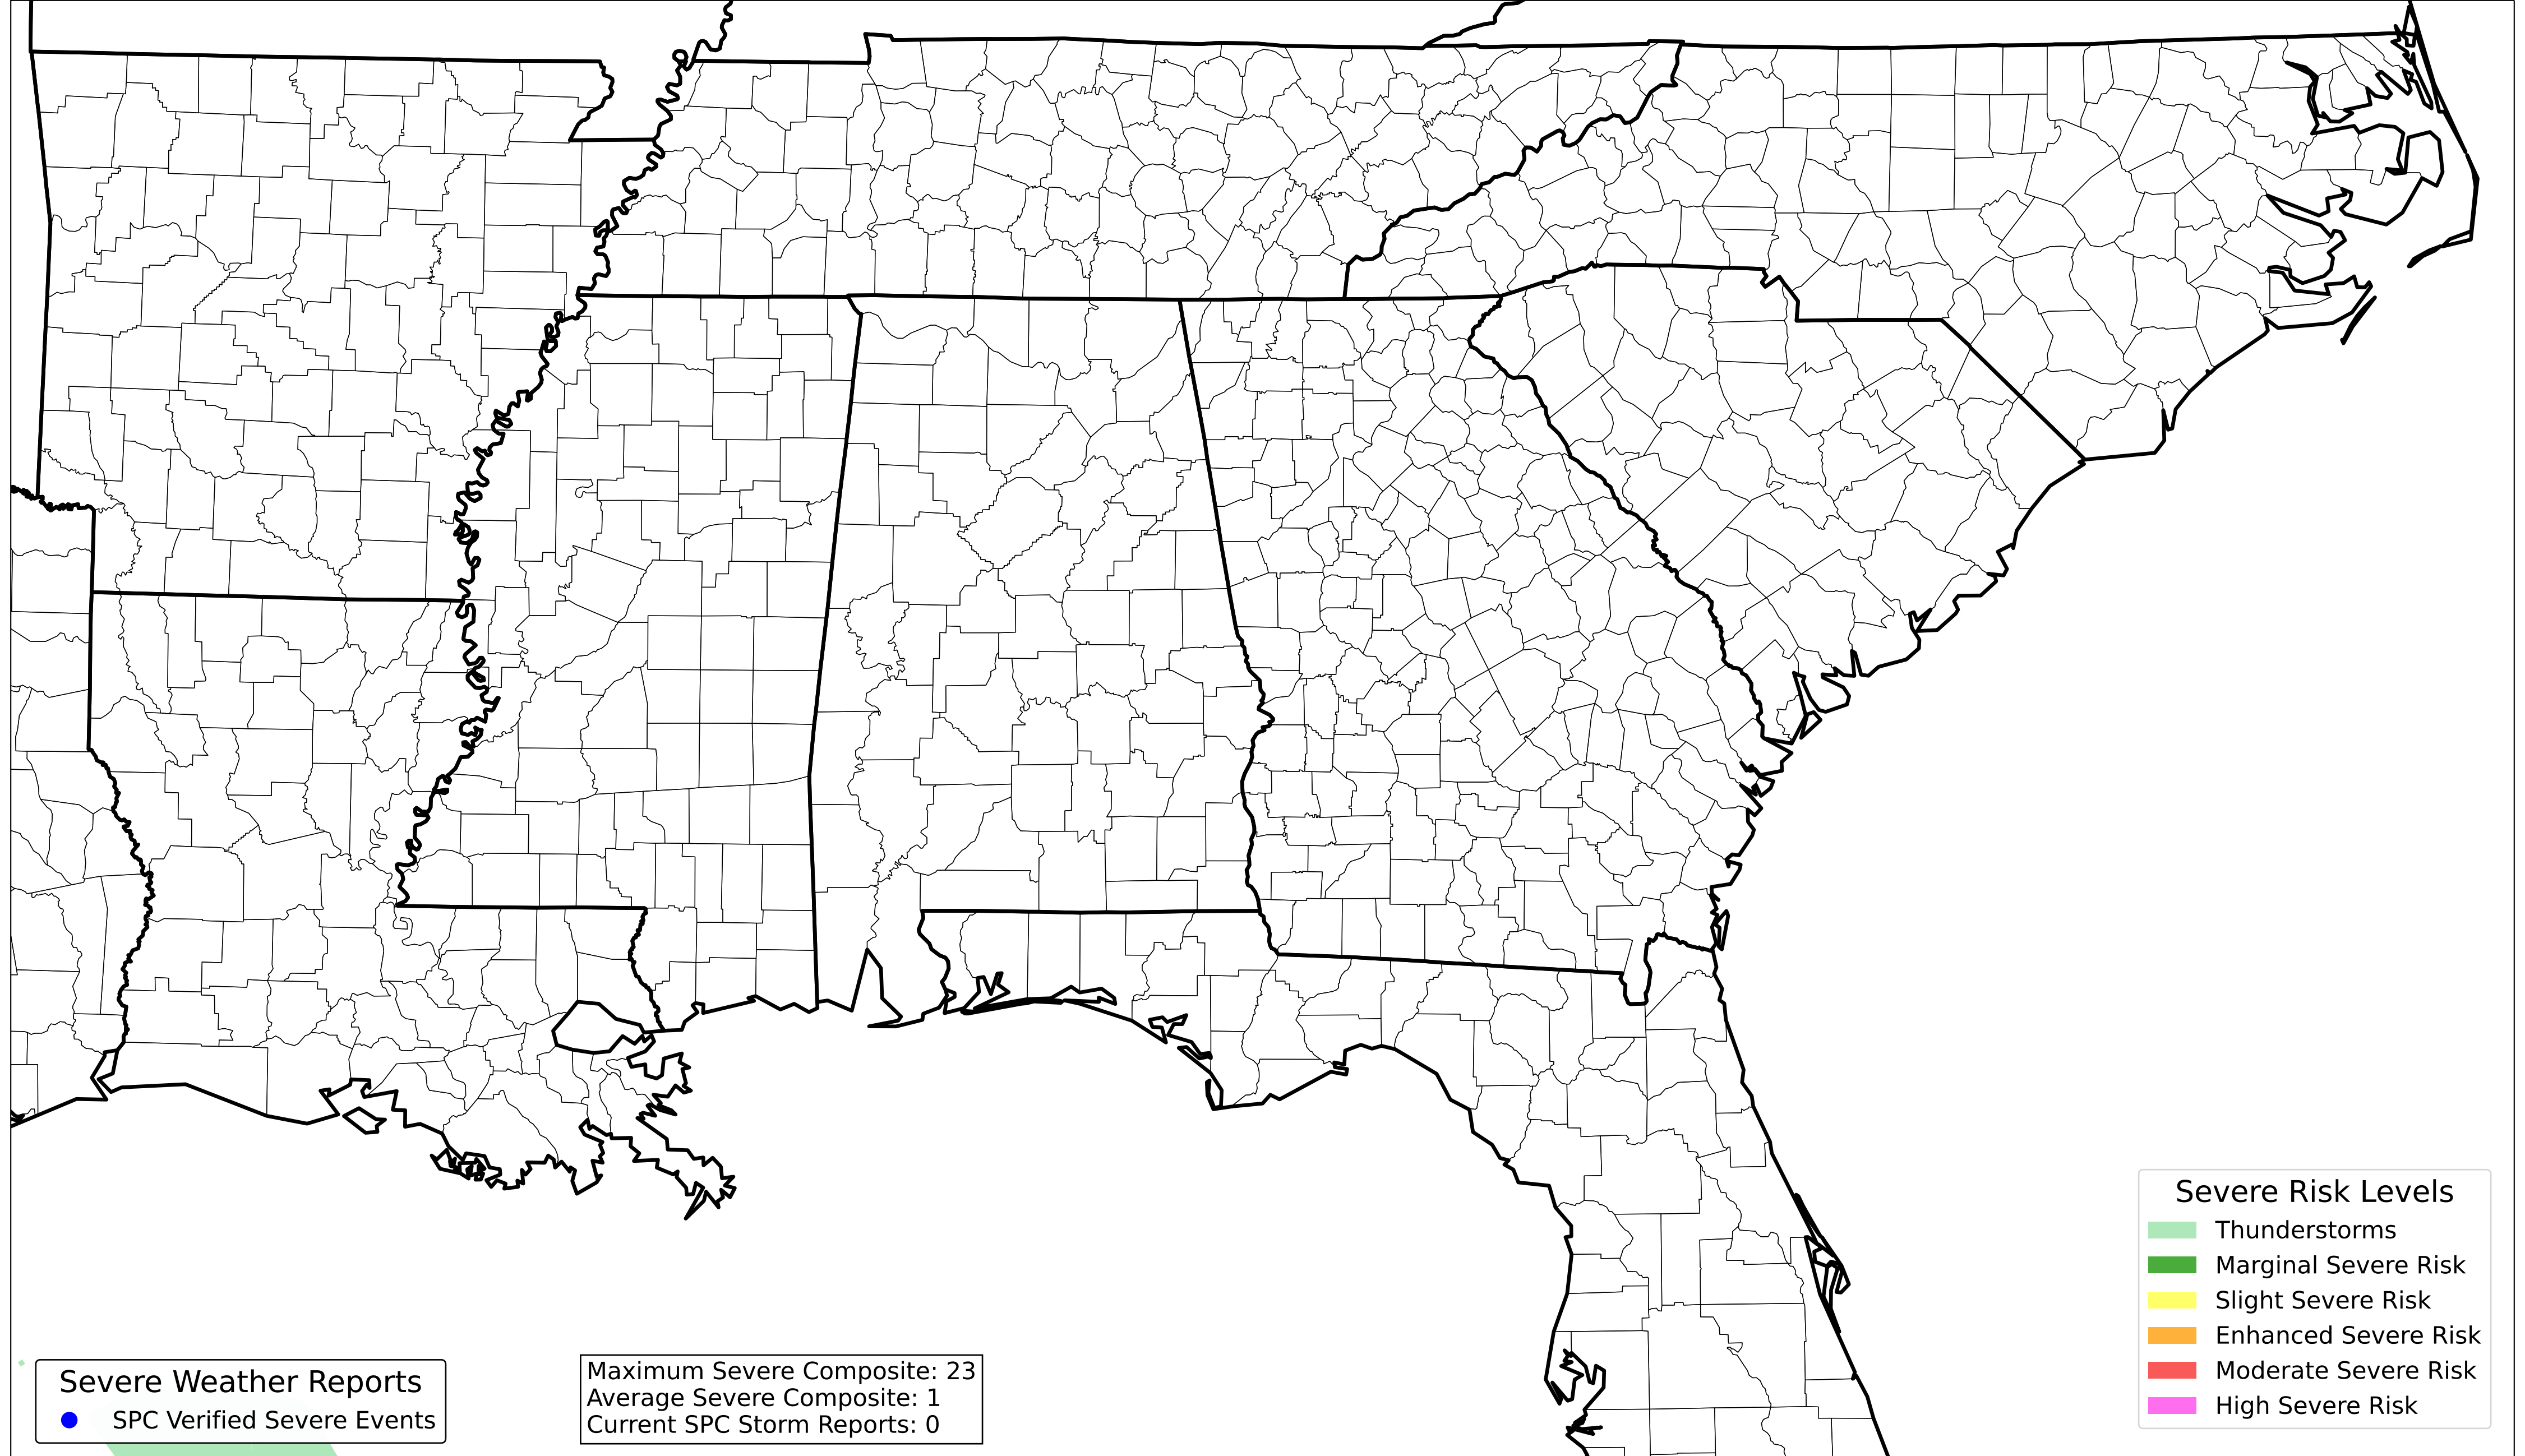 Severe Risk Levels
Thunderstorms
Marginal Severe Risk
Slight Severe Risk
Enhanced Severe Risk
Moderate Severe Risk
High Severe Risk
Severe Weather Reports
SPC Verified Severe Events
Maximum Severe Composite: 23
Average Severe Composite: 1
Current SPC Storm Reports: 0